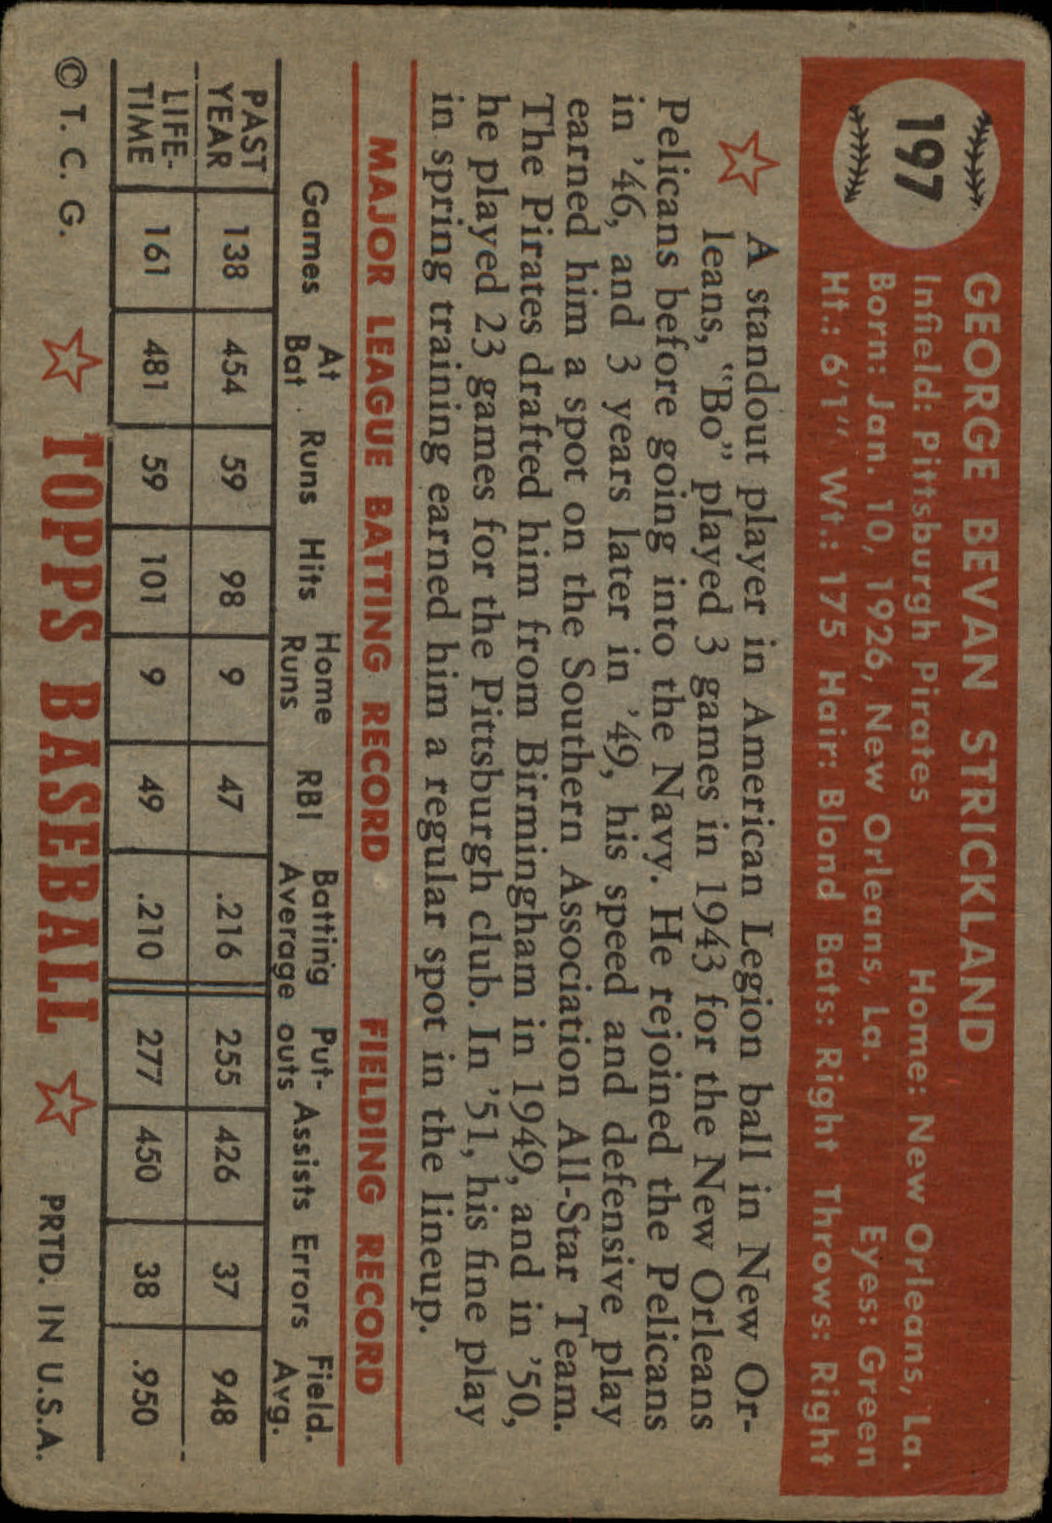 197
GEORGE BEVAN STRICKLAND
Infield: Pittsburgh Pirates Home: New Orleans, La.
Born: Jan. 10, 1926, New Orleans, La. Eyes: Green
Ht.: 6'1" Wt.: 175 Hair: Blond Bats: Right Throws: Right
A standout player in American Legion ball in New Or-
leans, "Bo" played 3 games in 1943 for the New Orleans
Pelicans before going into the Navy. He rejoined the Pelicans
in '46, and 3 years later in '49, his speed and defensive play
earned him a spot on the Southern Association All-Star Team.
The Pirates drafted him from Birmingham in 1949, and in '50,
he played 23 games for the Pittsburgh club. In '51, his fine play
in spring training earned him a regular spot in the lineup.
MAJOR LEAGUE BATTING RECORD FIELDING RECORD
Games At Bat Runs Hits Home Runs RBI Batting Average Put-outs Assists Errors Field. Avg.
PAST YEAR 138 454 59 98 9 47 .216 255 426 37 948
LIFE-TIME 161 481 59 101 9 49 .210 277 450 38 .950
© T. C. G. TOPPS BASEBALL PRTD. IN U.S.A.